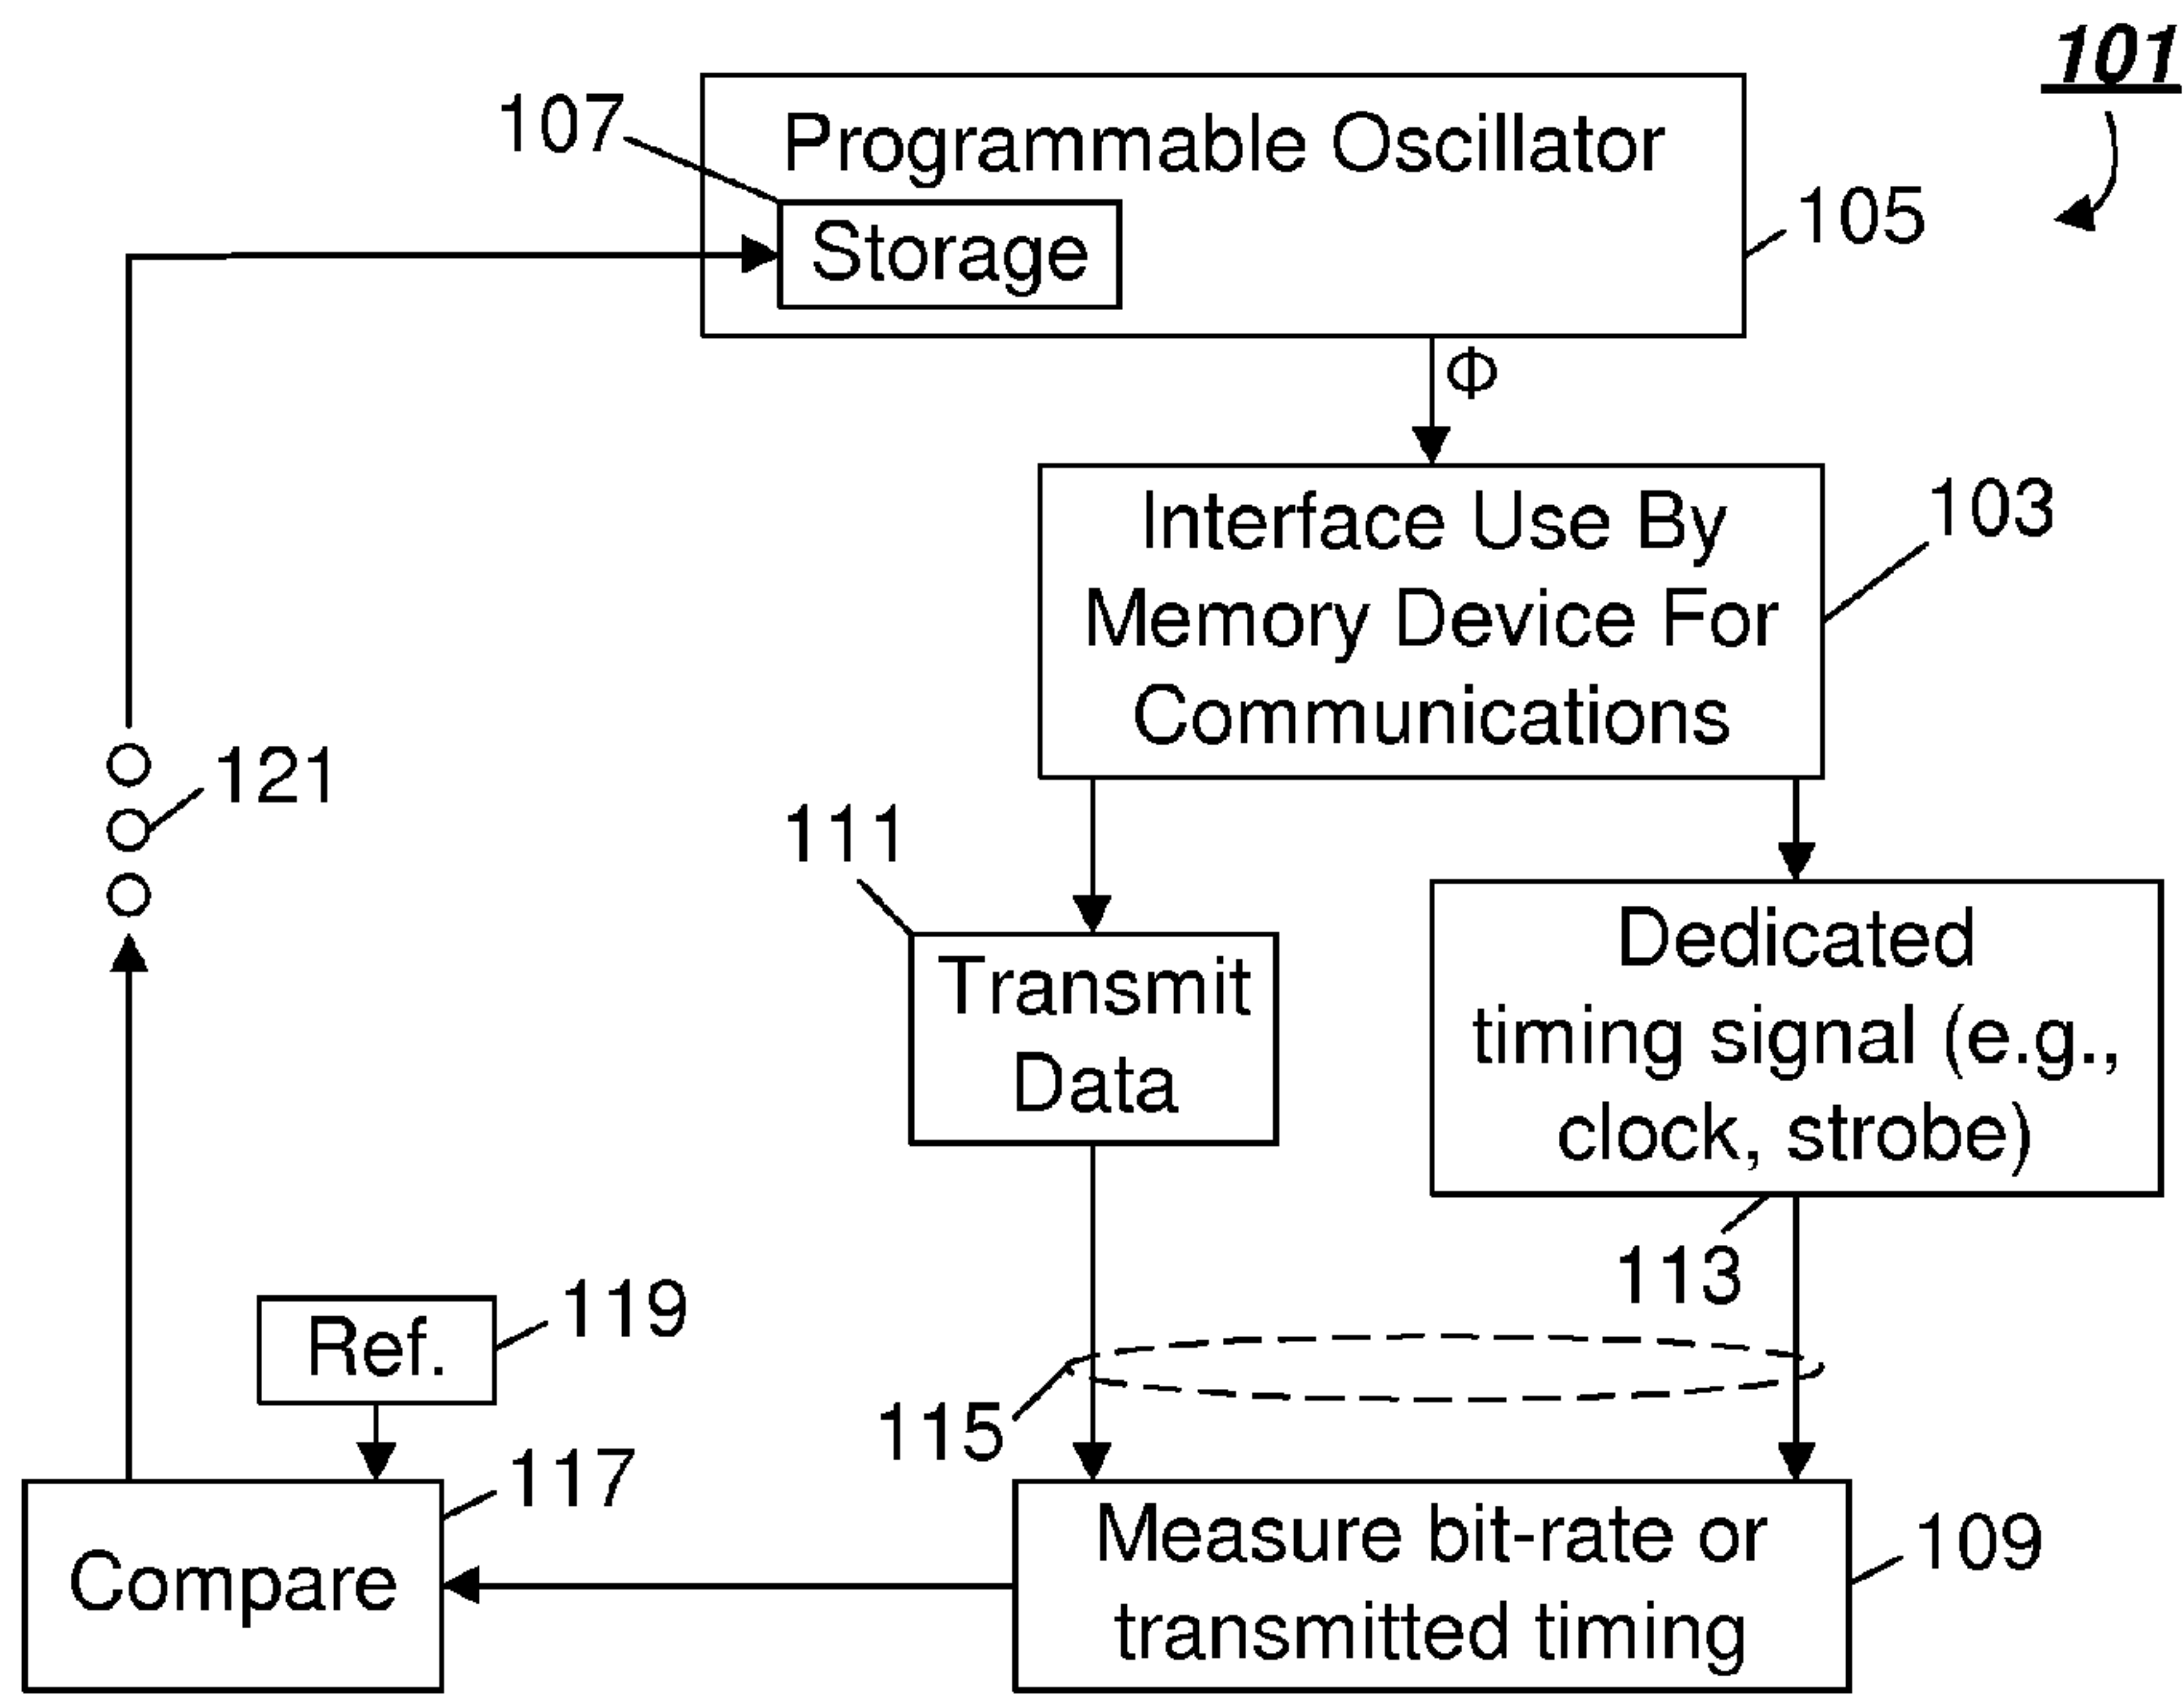 101
107
Programmable Oscillator
Storage
105
Φ
Interface Use By
Memory Device For
Communications
103
121
111
Transmit
Data
Dedicated
timing signal (e.g.,
clock, strobe)
113
Ref.
119
115
117
Compare
Measure bit-rate or
transmitted timing
109